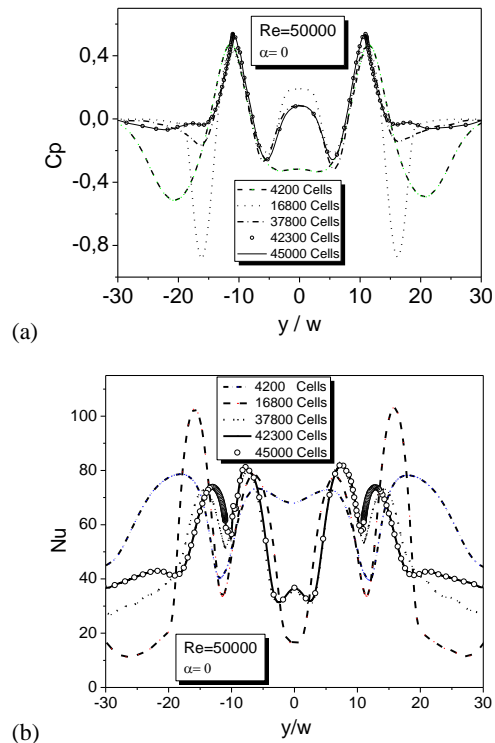 Re=50000
α= 0
0,4
0,0
-0,4
-0,8
Cp
4200 Cells
16800 Cells
37800 Cells
42300 Cells
45000 Cells
-30 -20 -10 0 10 20 30
y / w
(a)
4200 Cells
16800 Cells
37800 Cells
42300 Cells
45000 Cells
100
80
60
40
20
0
Nu
Re=50000
α= 0
-30 -20 -10 0 10 20 30
y/w
(b)